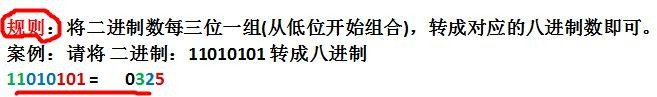 规则：将二进制数每三位一组(从低位开始组合)，转成对应的八进制数即可。
案例：请将 二进制：11010101 转成八进制
11010101 = 0325